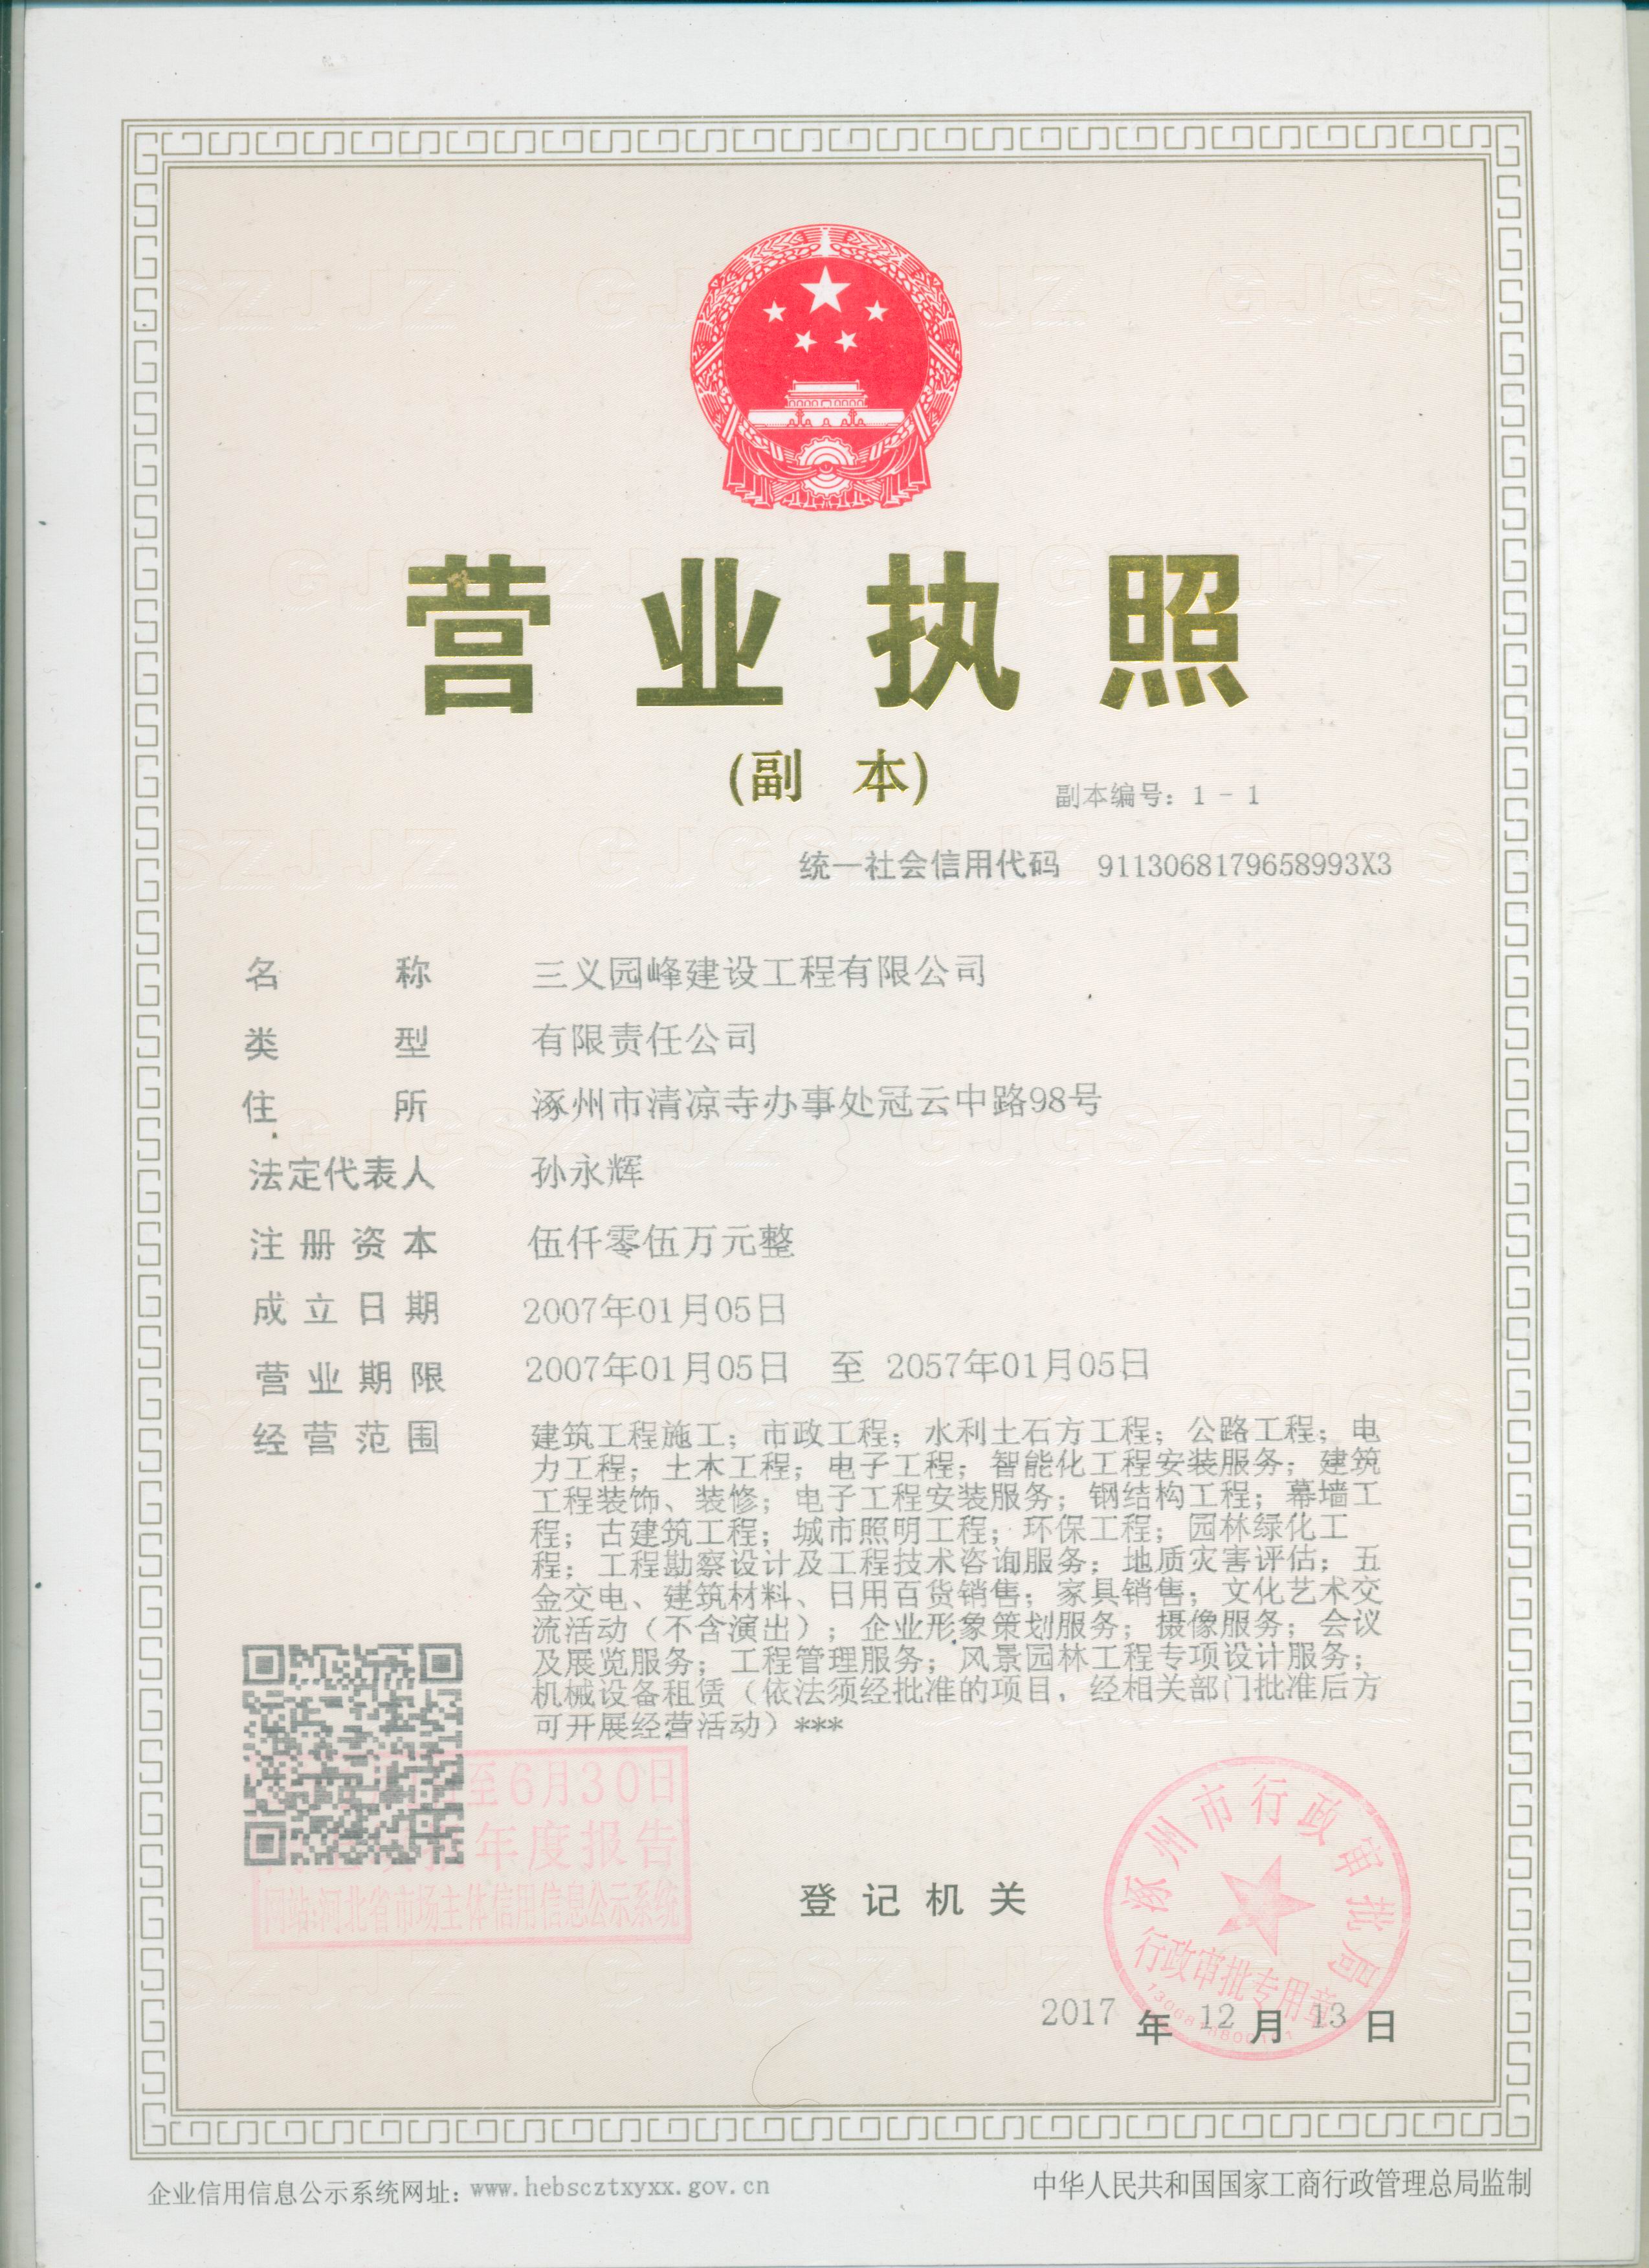 营业执照
(副 本)
副本编号：1-1
统一社会信用代码 9113068179658993X3
名 称 三义园峰建设工程有限公司
类 型 有限责任公司
住 所 涿州市清凉寺办事处冠云中路98号
法定代表人 孙永辉
注册资本 伍仟零伍万元整
成立日期 2007年01月05日
营业期限 2007年01月05日 至 2057年01月05日
经营范围 建筑工程施工；市政工程；水利土石方工程；公路工程；电
力工程；土木工程；电子工程；智能化工程安装服务；建筑
工程装饰、装修；电子工程安装服务；钢结构工程；幕墙工
程；古建筑工程；城市照明工程；环保工程；园林绿化工
程；工程勘察设计及工程技术咨询服务；地质灾害评估；五
金交电、建筑材料、日用百货销售；家具销售；文化艺术交
流活动（不含演出）；企业形象策划服务；摄像服务；会议
及展览服务；工程管理服务；风景园林工程专项设计服务；
机械设备租赁（依法须经批准的项目，经相关部门批准后方
可开展经营活动）***
至6月30日
年度报告
网站:河北省市场主体信用信息公示系统
登记机关
涿州市行政审批局
行政审批专用章
2017 年 12 月 13 日
企业信用信息公示系统网址：www.hebscztxyxx.gov.cn
中华人民共和国国家工商行政管理总局监制